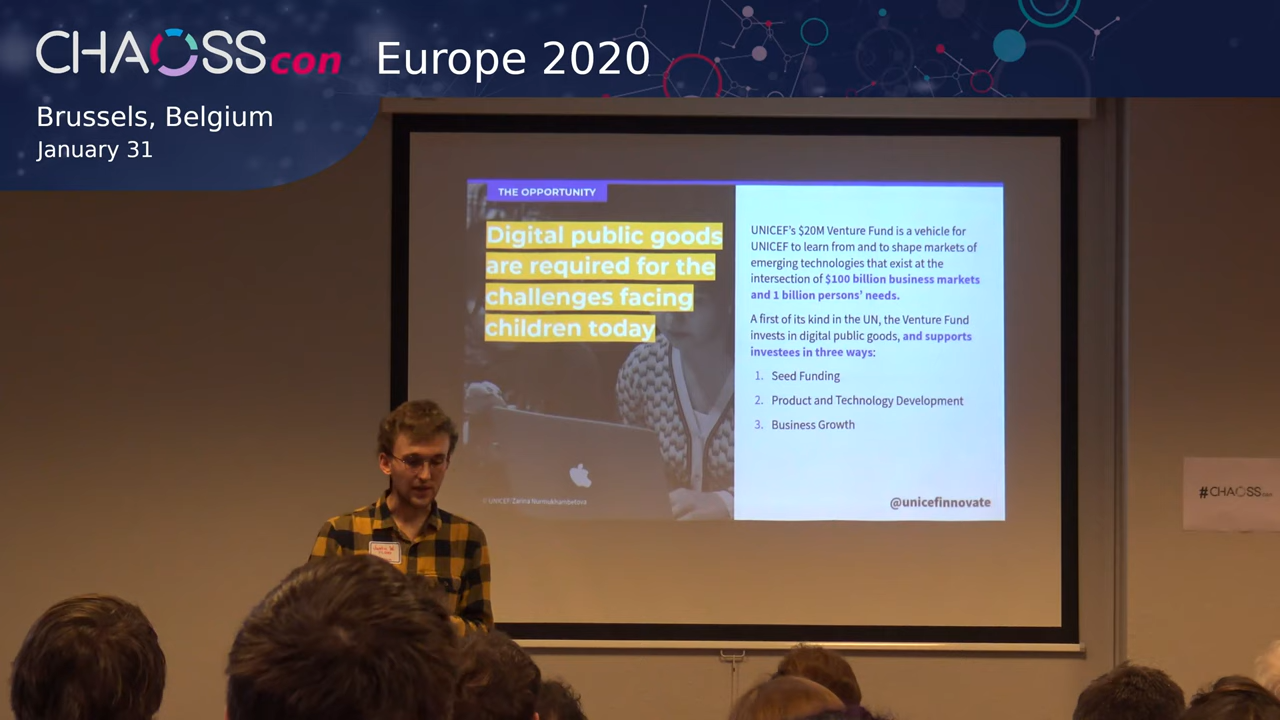 CHAOSScon Europe 2020
Brussels, Belgium
January 31
THE OPPORTUNITY
Digital public goods
are required for the
challenges facing
children today
UNICEF's $20M Venture Fund is a vehicle for
UNICEF to learn from and to shape markets of
emerging technologies that exist at the
intersection of $100 billion business markets
and 1 billion persons' needs.
A first of its kind in the UN, the Venture Fund
invests in digital public goods, and supports
investees in three ways:
1. Seed Funding
2. Product and Technology Development
3. Business Growth
@unicefinnovate
#CHAOSScon